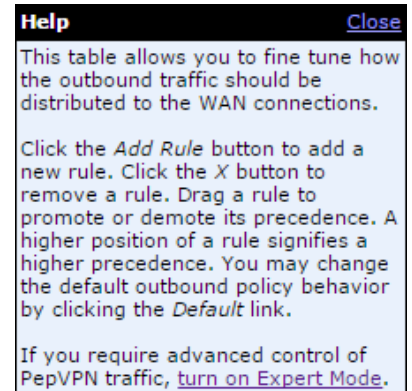 Help Close
This table allows you to fine tune how
the outbound traffic should be
distributed to the WAN connections.
Click the Add Rule button to add a
new rule. Click the X button to
remove a rule. Drag a rule to
promote or demote its precedence. A
higher position of a rule signifies a
higher precedence. You may change
the default outbound policy behavior
by clicking the Default link.
If you require advanced control of
PepVPN traffic, turn on Expert Mode.